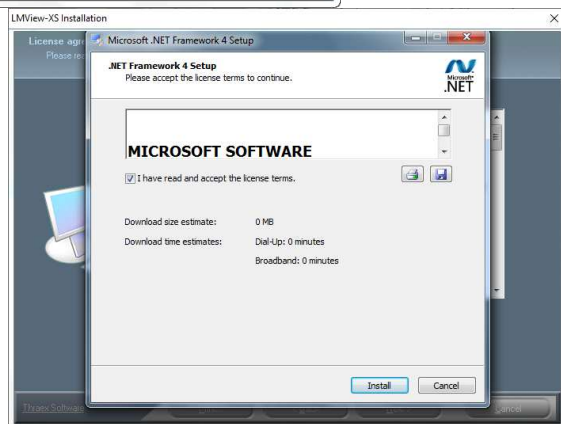 LMView-XS Installation
License agr
Please rea
Microsoft .NET Framework 4 Setup
.NET Framework 4 Setup
Please accept the license terms to continue.
Microsoft
.NET
MICROSOFT SOFTWARE
I have read and accept the license terms.
Download size estimate: 0 MB
Download time estimates: Dial-Up: 0 minutes
Broadband: 0 minutes
Install Cancel
Thraex Software
Cancel